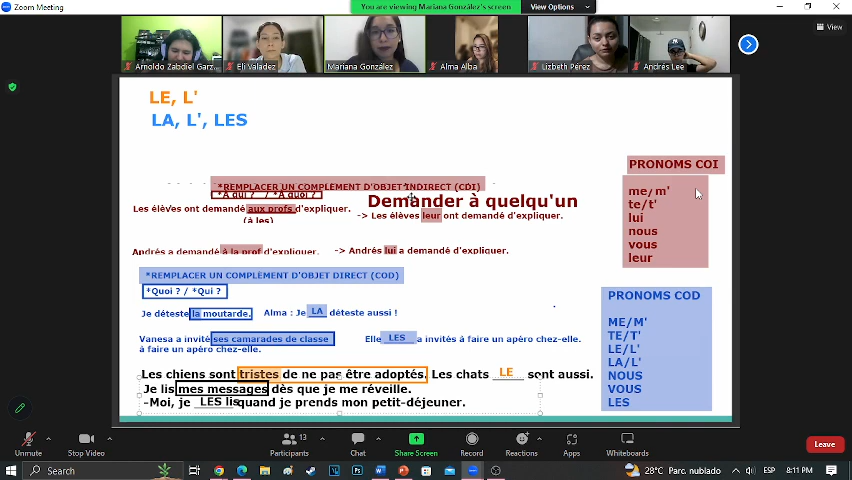 Zoom Meeting
You are viewing Mariana González's screen
View Options
View
Arnoldo Zabdiel Garz...
Eli Valadez
Mariana González
Alma Alba
Lizbeth Pérez
Andrés Lee
LE, L'
LA, L', LES
*REMPLACER UN COMPLÉMENT D'OBJET INDIRECT (CDI)
*À qui ? / *À quoi ?
Demander à quelqu'un
Les élèves ont demandé aux profs d'expliquer.
-> Les élèves leur ont demandé d'expliquer.
(à les)
Andrés a demandé à la prof d'expliquer.
-> Andrés lui a demandé d'expliquer.
PRONOMS COI
me/m'
te/t'
lui
nous
vous
leur
*REMPLACER UN COMPLÉMENT D'OBJET DIRECT (COD)
*Quoi ? / *Qui ?
Je déteste la moutarde.
Alma : Je LA déteste aussi !
Vanesa a invité ses camarades de classe
à faire un apéro chez-elle.
Elle LES a invités à faire un apéro chez-elle.
Les chiens sont tristes de ne pas être adoptés. Les chats LE sont aussi.
Je lis mes messages dès que je me réveille.
-Moi, je LES lis quand je prends mon petit-déjeuner.
PRONOMS COD
ME/M'
TE/T'
LE/L'
LA/L'
NOUS
VOUS
LES
Unmute
Stop Video
13
Participants
Chat
Share Screen
Record
Reactions
Apps
Whiteboards
Leave
Search
28°C Parc. nublado
ESP
8:11 PM